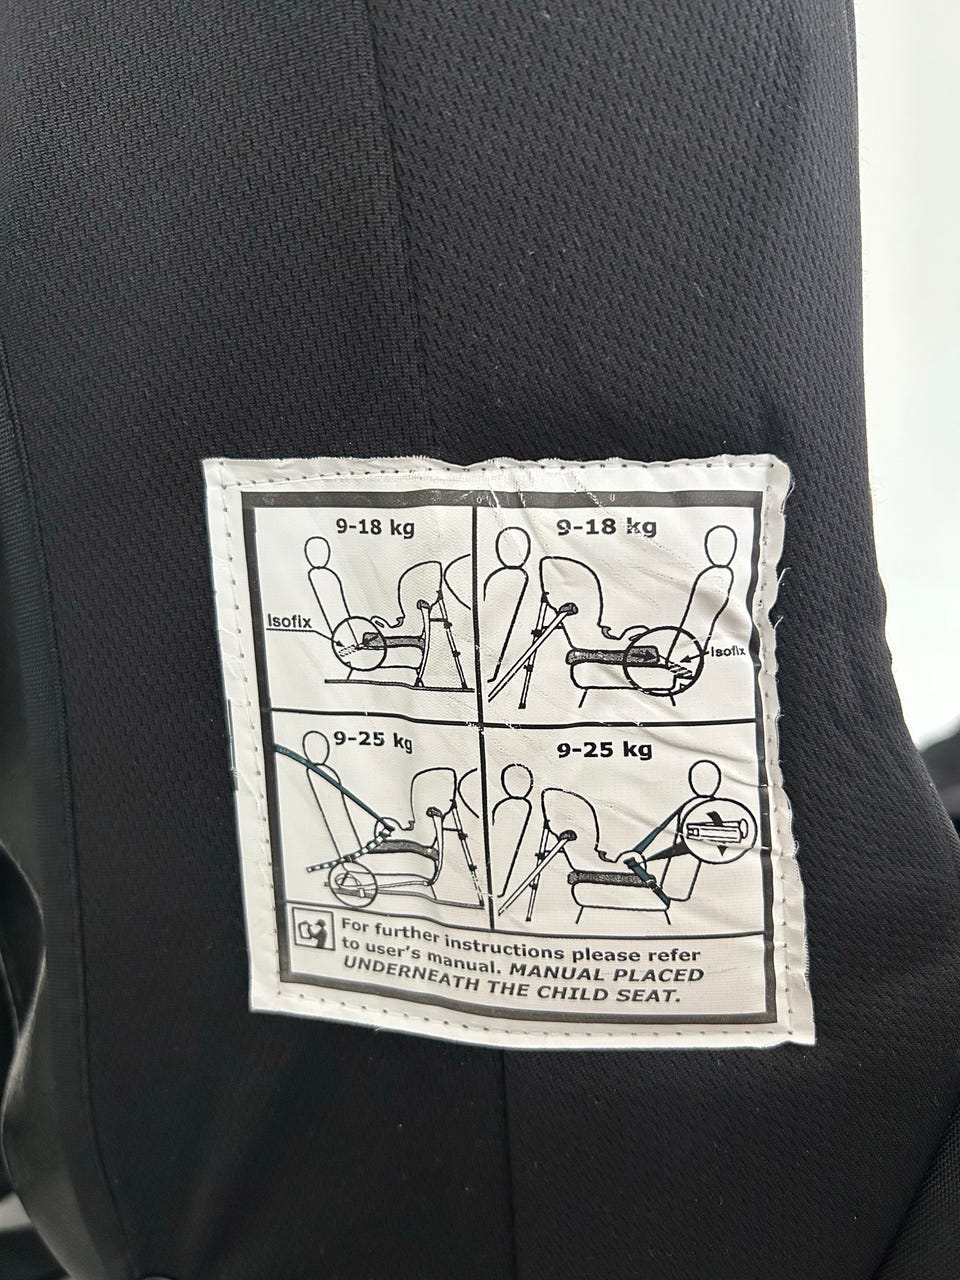 9-18 kg
9-18 kg
Isofix
Isofix
9-25 kg
9-25 kg
For further instructions please refer
to user's manual. MANUAL PLACED
UNDERNEATH THE CHILD SEAT.